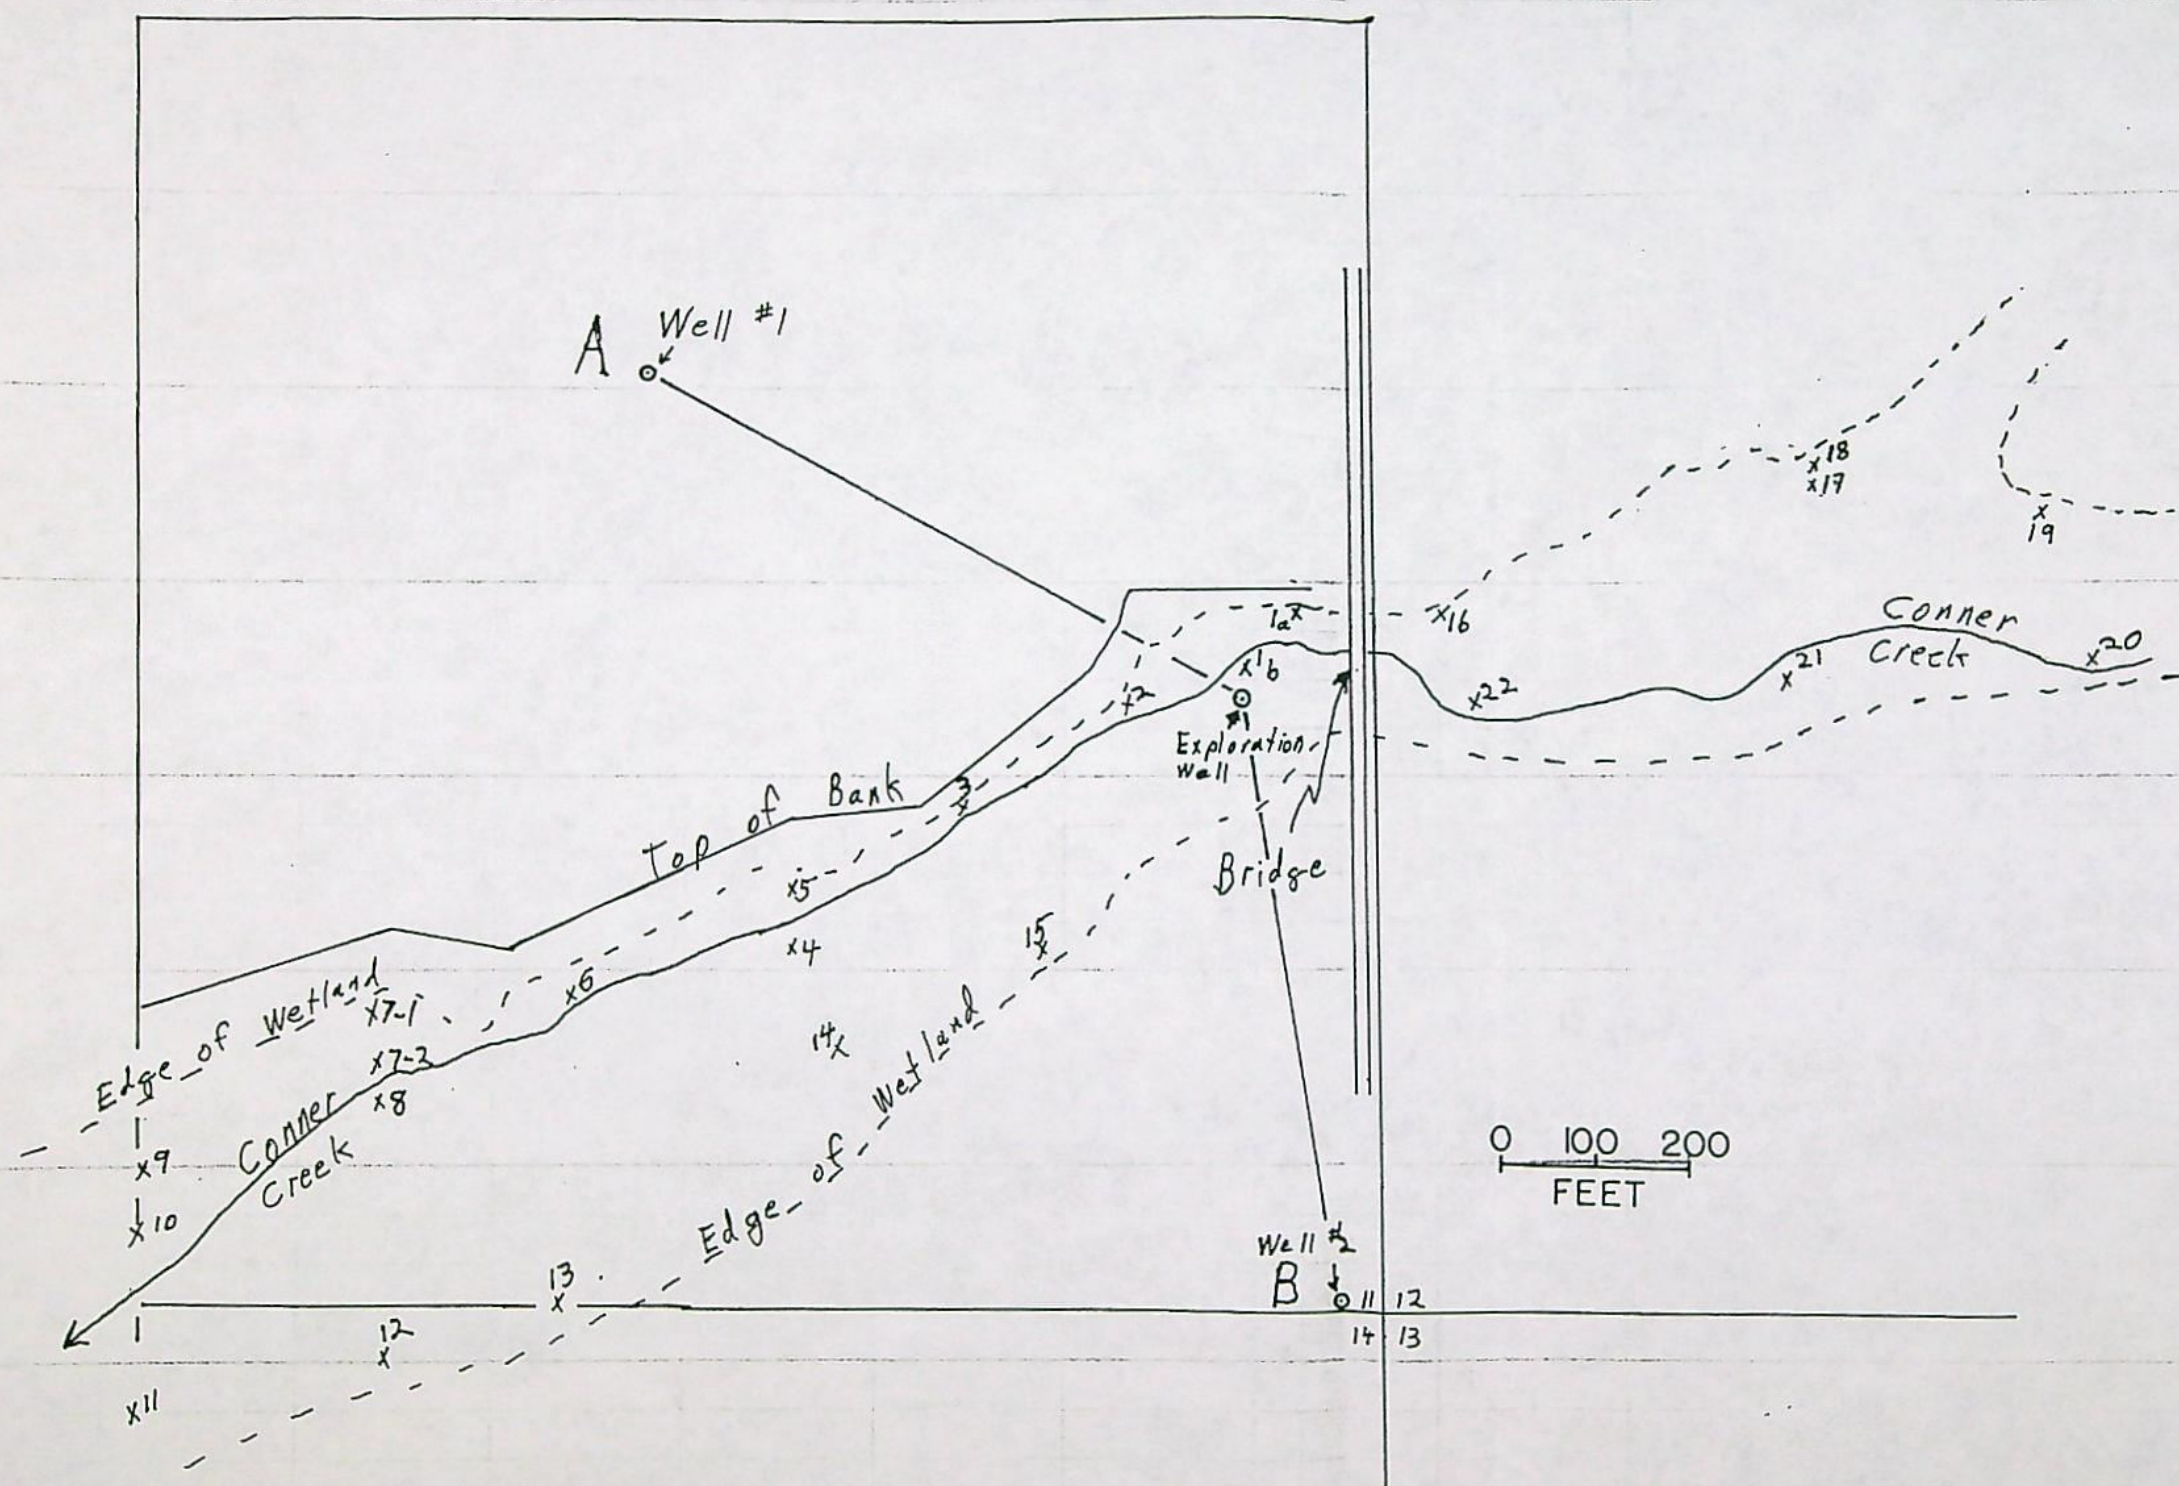 A Well #1
x18
x17
x
19
1a x
x16
Conner
Creek
x1b
x20
x21
x2
x22
Exploration
Well
3
x
Top of Bank
x5
Bridge
x4
15
x
x6
Edge of Wetland
x7-1
14
x
x7-2
x8
Conner
Creek
0 100 200
FEET
x9
x10
Edge of Wetland
Well #2
B
13
x
11 12
14 13
12
x
x11